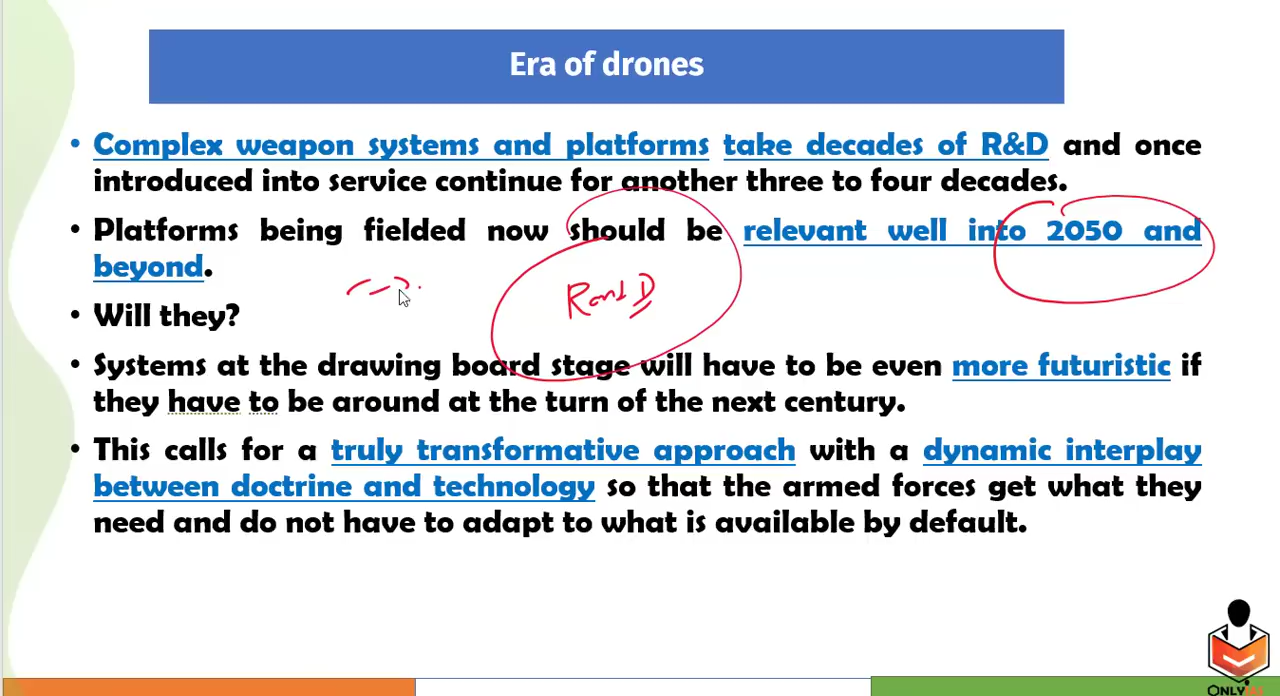 Era of drones
• Complex weapon systems and platforms take decades of R&D and once
introduced into service continue for another three to four decades.
• Platforms being fielded now should be relevant well into 2050 and
beyond.
R and D
• Will they?
• Systems at the drawing board stage will have to be even more futuristic if
they have to be around at the turn of the next century.
• This calls for a truly transformative approach with a dynamic interplay
between doctrine and technology so that the armed forces get what they
need and do not have to adapt to what is available by default.
ONLYIAS